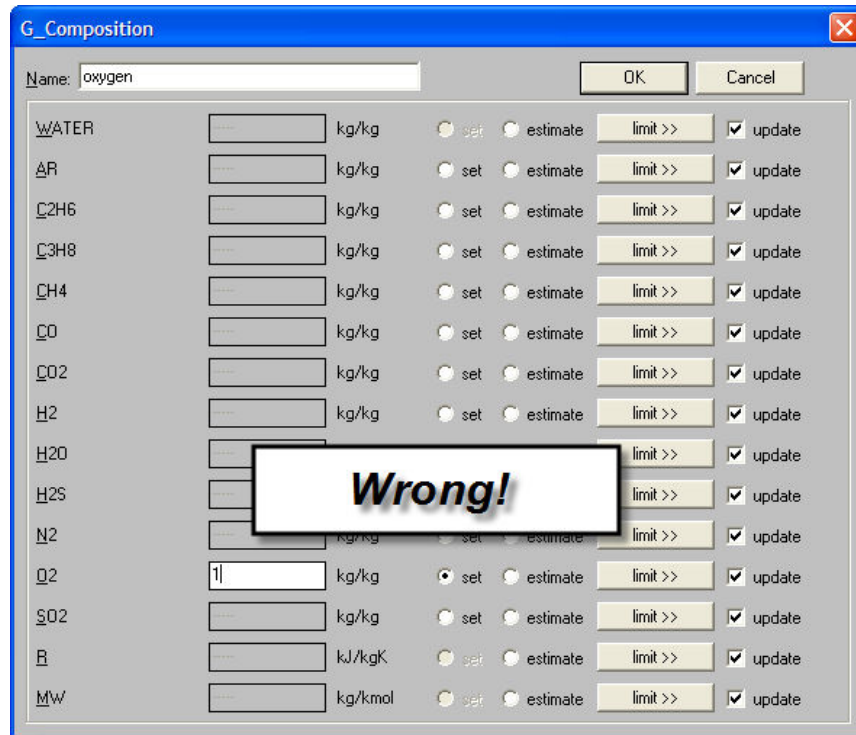 G_Composition
Name: oxygen OK Cancel
WATER ---- kg/kg set estimate limit >> update
AR ---- kg/kg set estimate limit >> update
C2H6 ---- kg/kg set estimate limit >> update
C3H8 ---- kg/kg set estimate limit >> update
CH4 ---- kg/kg set estimate limit >> update
CO ---- kg/kg set estimate limit >> update
CO2 ---- kg/kg set estimate limit >> update
H2 ---- kg/kg set estimate limit >> update
H2O ---- limit >> update
Wrong!
H2S ---- limit >> update
N2 ---- kg/kg set estimate limit >> update
O2 1 kg/kg set estimate limit >> update
SO2 ---- kg/kg set estimate limit >> update
R ---- kJ/kgK set estimate limit >> update
MW ---- kg/kmol set estimate limit >> update